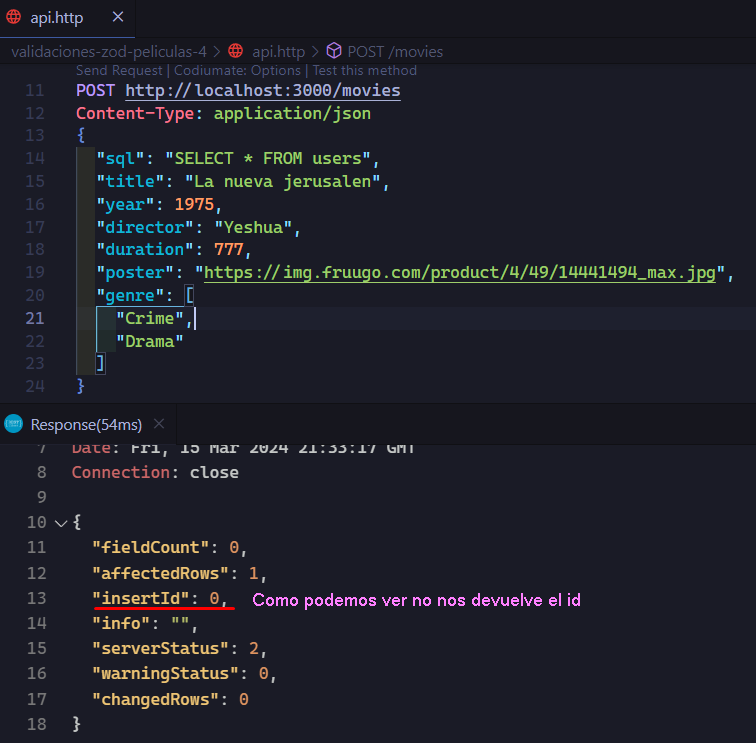 api.http
validaciones-zod-peliculas-4 > api.http > POST /movies
Send Request | Codiumate: Options | Test this method
11 POST http://localhost:3000/movies
12 Content-Type: application/json
13 {
14 "sql": "SELECT * FROM users",
15 "title": "La nueva jerusalen",
16 "year": 1975,
17 "director": "Yeshua",
18 "duration": 777,
19 "poster": "https://img.fruugo.com/product/4/49/14441494_max.jpg",
20 "genre": [
21 "Crime",
22 "Drama"
23 ]
24 }
Response(54ms)
7 Date: Fri, 15 Mar 2024 21:33:17 GMT
8 Connection: close
9
10 {
11 "fieldCount": 0,
12 "affectedRows": 1,
13 "insertId": 0, Como podemos ver no nos devuelve el id
14 "info": "",
15 "serverStatus": 2,
16 "warningStatus": 0,
17 "changedRows": 0
18 }